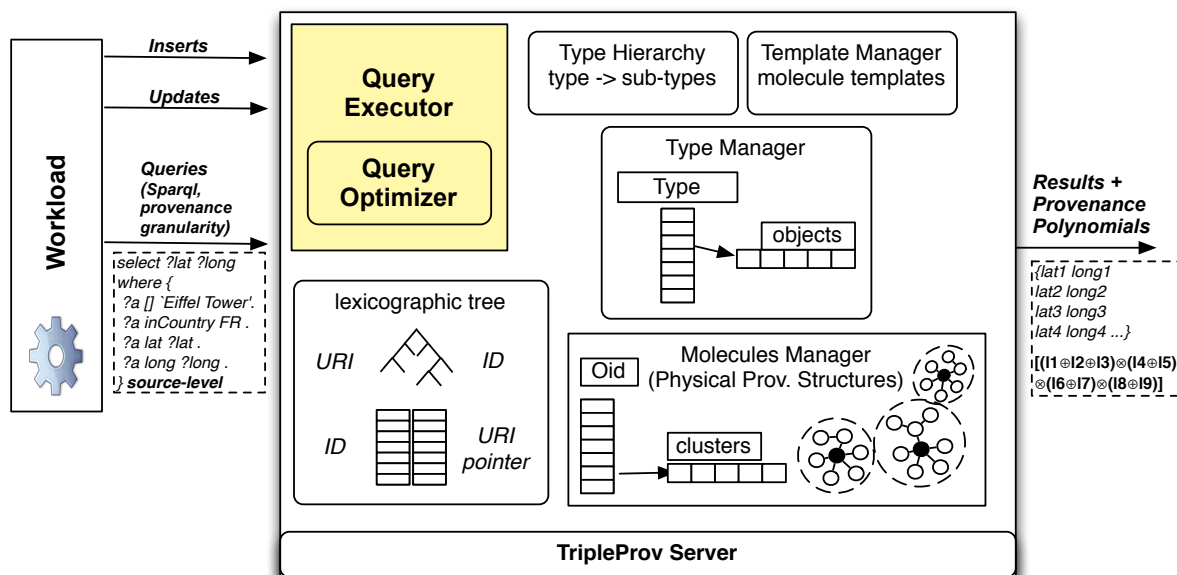 Workload
Inserts
Updates
Queries
(Sparql,
provenance
granularity)
select ?lat ?long
where {
?a [] `Eiffel Tower'.
?a inCountry FR .
?a lat ?lat .
?a long ?long .
} source-level
Query
Executor
Query
Optimizer
Type Hierarchy
type -> sub-types
Template Manager
molecule templates
Type Manager
Type
objects
lexicographic tree
URI
ID
ID
URI
pointer
Molecules Manager
(Physical Prov. Structures)
Oid
clusters
TripleProv Server
Results +
Provenance
Polynomials
{lat1 long1
lat2 long2
lat3 long3
lat4 long4 ...}
[(l1⊕l2⊕l3)⊗(l4⊕l5)
⊗(l6⊕l7)⊗(l8⊕l9)]